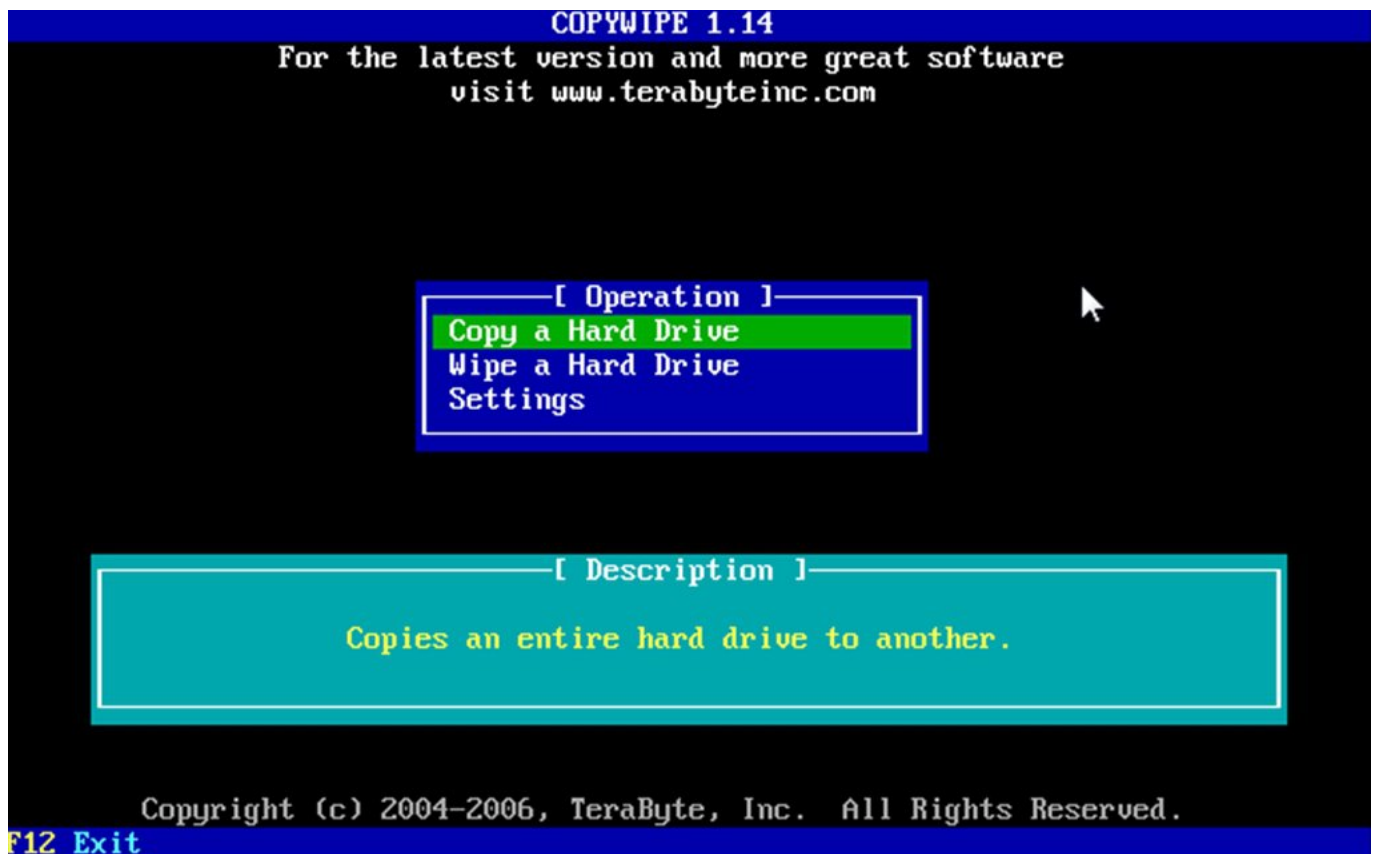 COPYWIPE 1.14
For the latest version and more great software
visit www.terabyteinc.com
[ Operation ]
Copy a Hard Drive
Wipe a Hard Drive
Settings
[ Description ]
Copies an entire hard drive to another.
Copyright (c) 2004-2006, TeraByte, Inc. All Rights Reserved.
F12 Exit